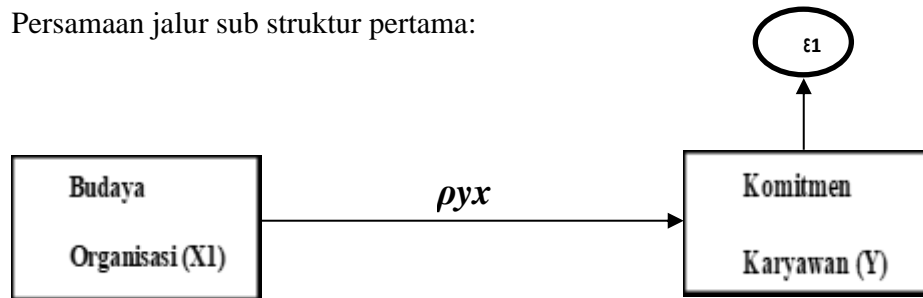 Persamaan jalur sub struktur pertama:
ε1
Budaya
Organisasi (X1)
ρyx
Komitmen
Karyawan (Y)